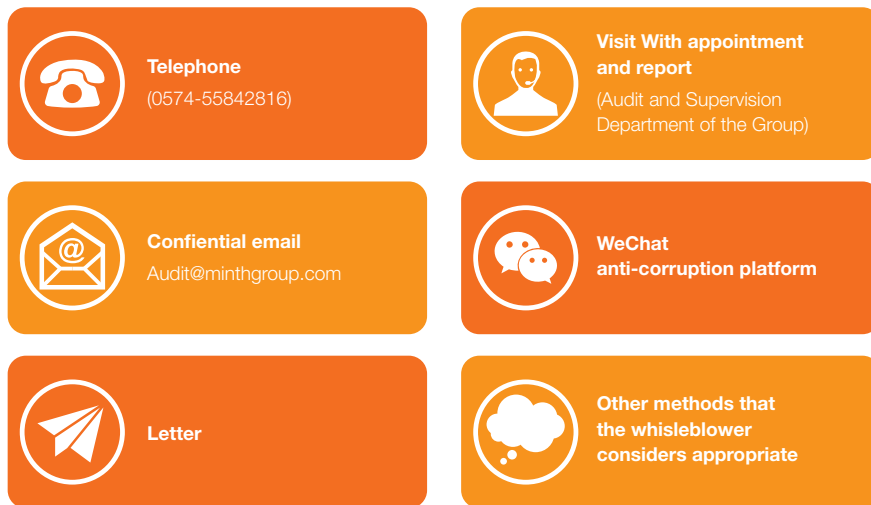 Telephone
(0574-55842816)
Visit With appointment
and report
(Audit and Supervision
Department of the Group)
@
Confiential email
Audit@minthgroup.com
WeChat
anti-corruption platform
Letter
Other methods that
the whisleblower
considers appropriate